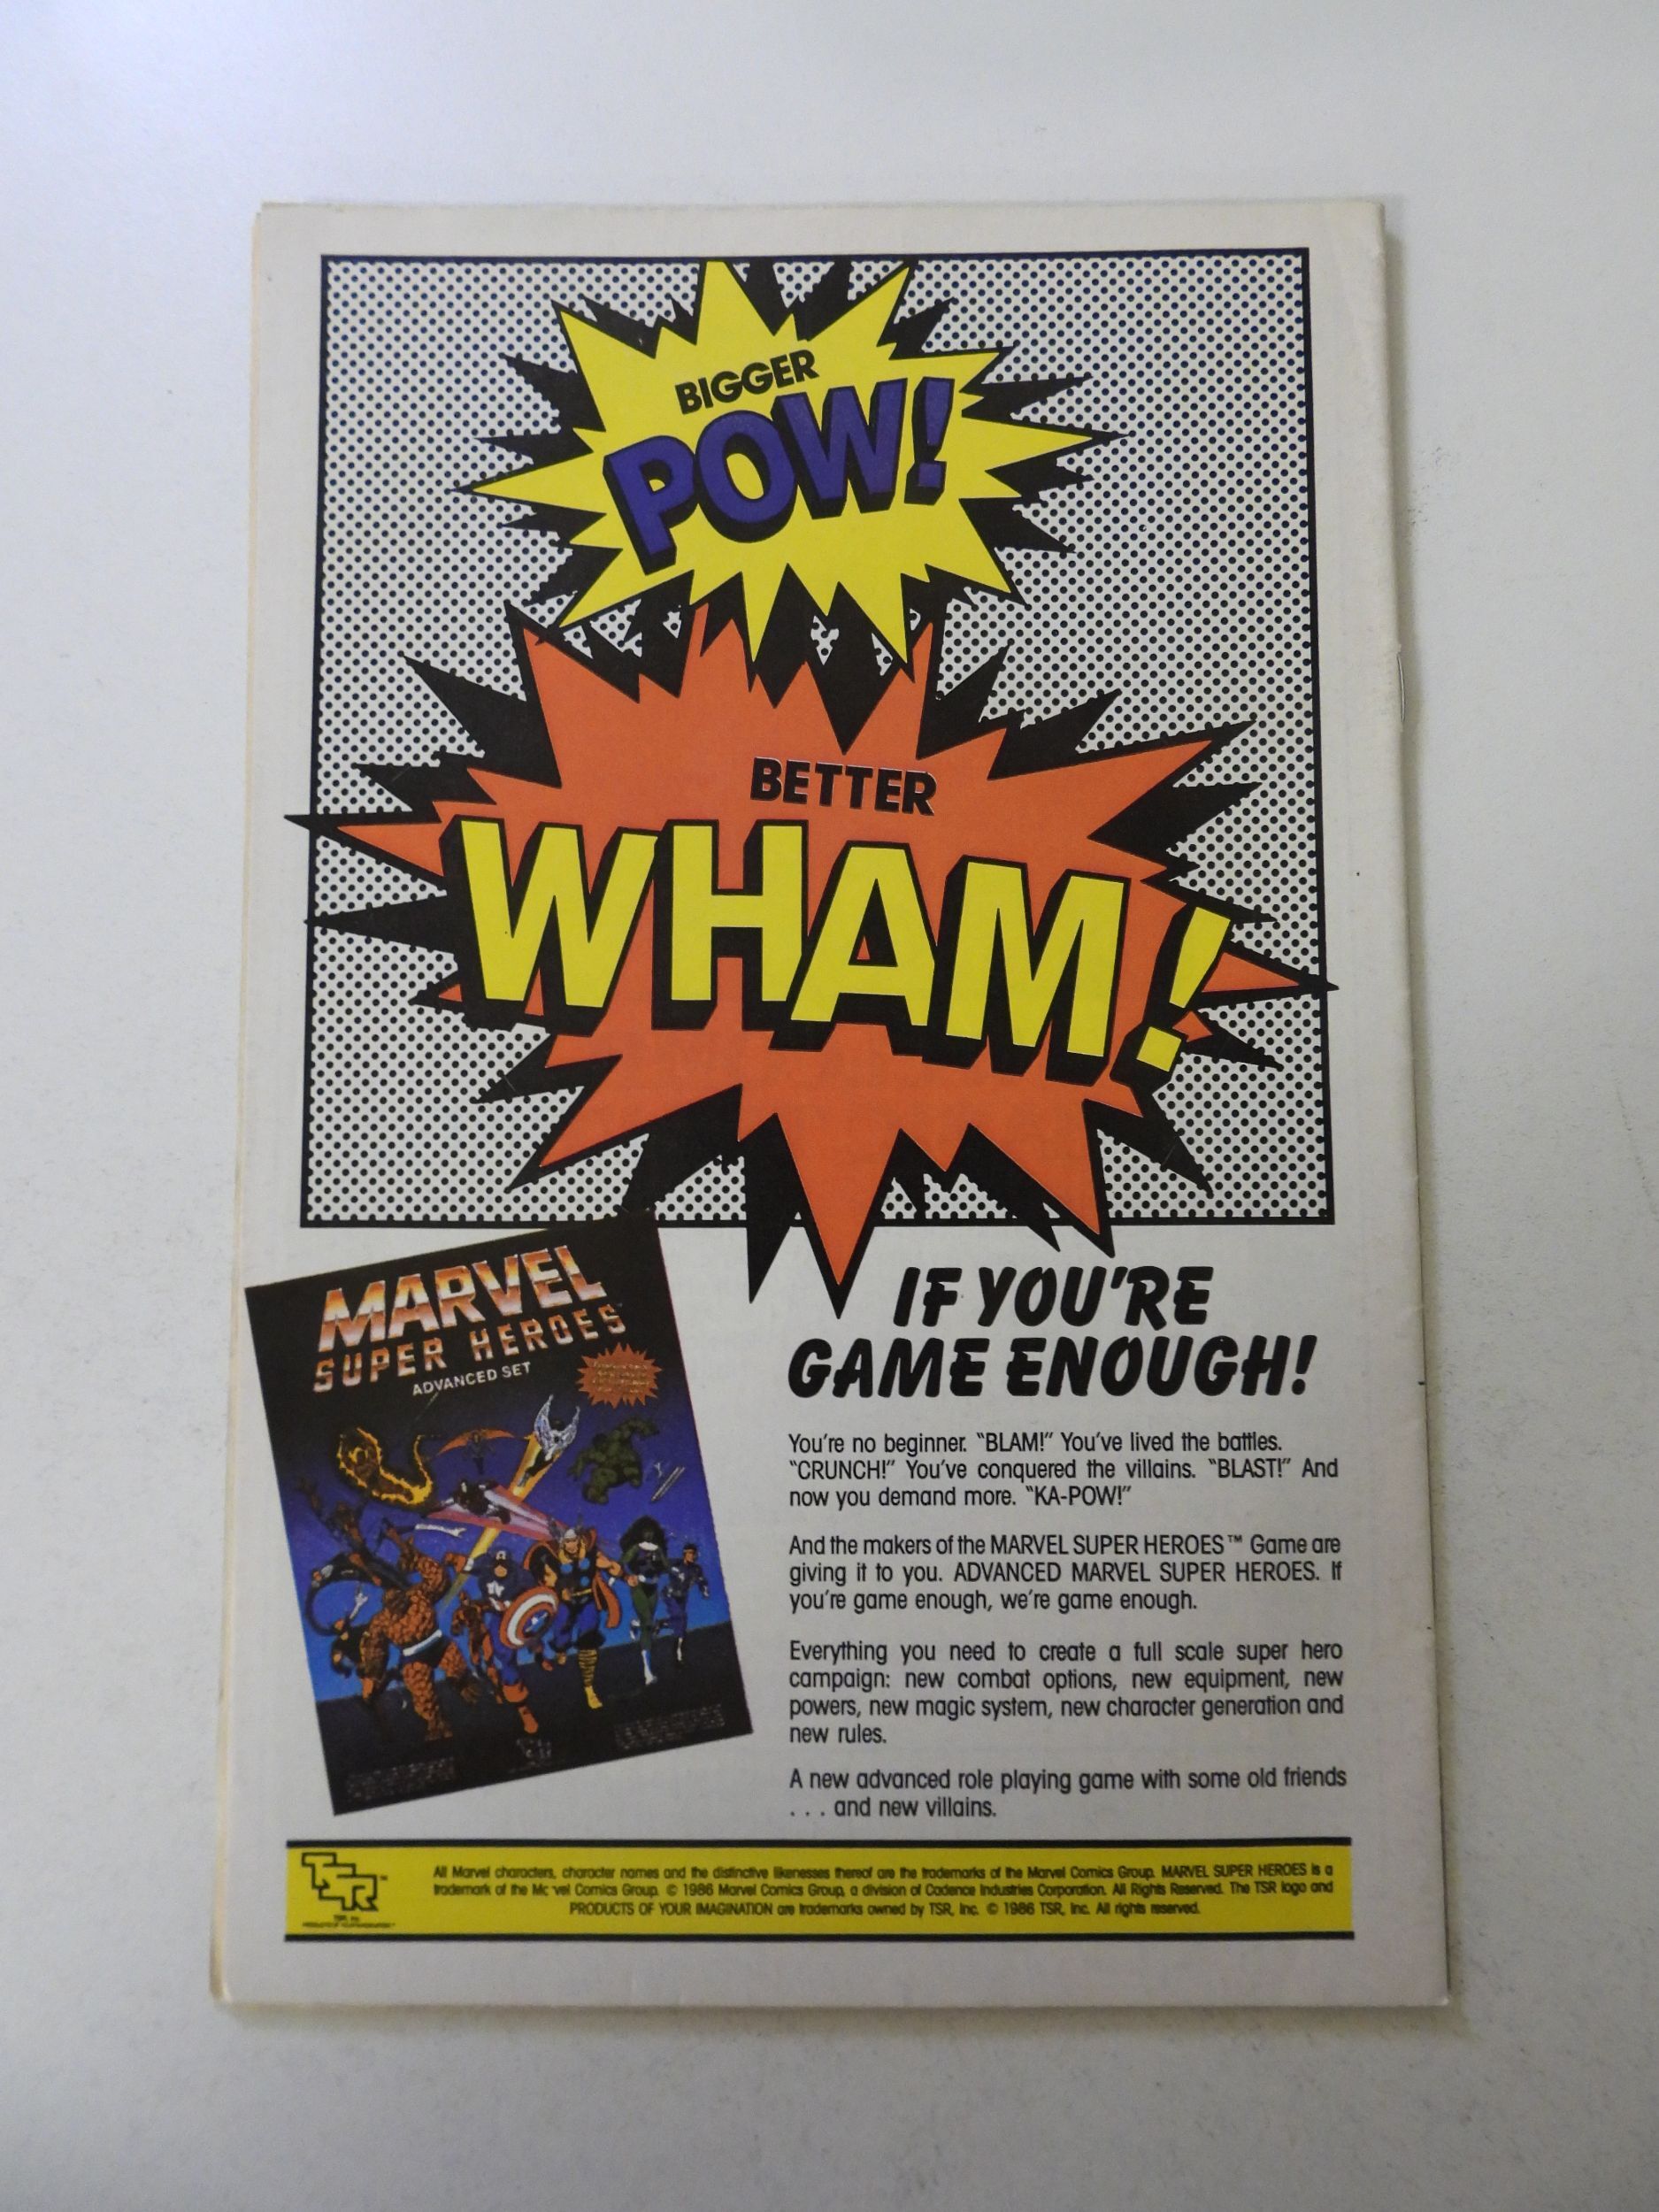 BIGGER
POW!
BETTER
WHAM!
MARVEL
SUPER HEROES
ADVANCED SET
IF YOU'RE
GAME ENOUGH!
You're no beginner. "BLAM!" You've lived the battles.
"CRUNCH!" You've conquered the villains. "BLAST!" And
now you demand more. "KA-POW!"
And the makers of the MARVEL SUPER HEROES™ Game are
giving it to you. ADVANCED MARVEL SUPER HEROES. If
you're game enough, we're game enough.
Everything you need to create a full scale super hero
campaign: new combat options, new equipment, new
powers, new magic system, new character generation and
new rules.
A new advanced role playing game with some old friends
. . . and new villains.
TSR™
TSR, Inc.
PRODUCTS OF YOUR IMAGINATION™
All Marvel characters, character names and the distinctive likenesses thereof are the trademarks of the Marvel Comics Group. MARVEL SUPER HEROES is a
trademark of the Marvel Comics Group. © 1986 Marvel Comics Group, a division of Cadence Industries Corporation. All Rights Reserved. The TSR logo and
PRODUCTS OF YOUR IMAGINATION are trademarks owned by TSR, Inc. © 1986 TSR, Inc. All rights reserved.